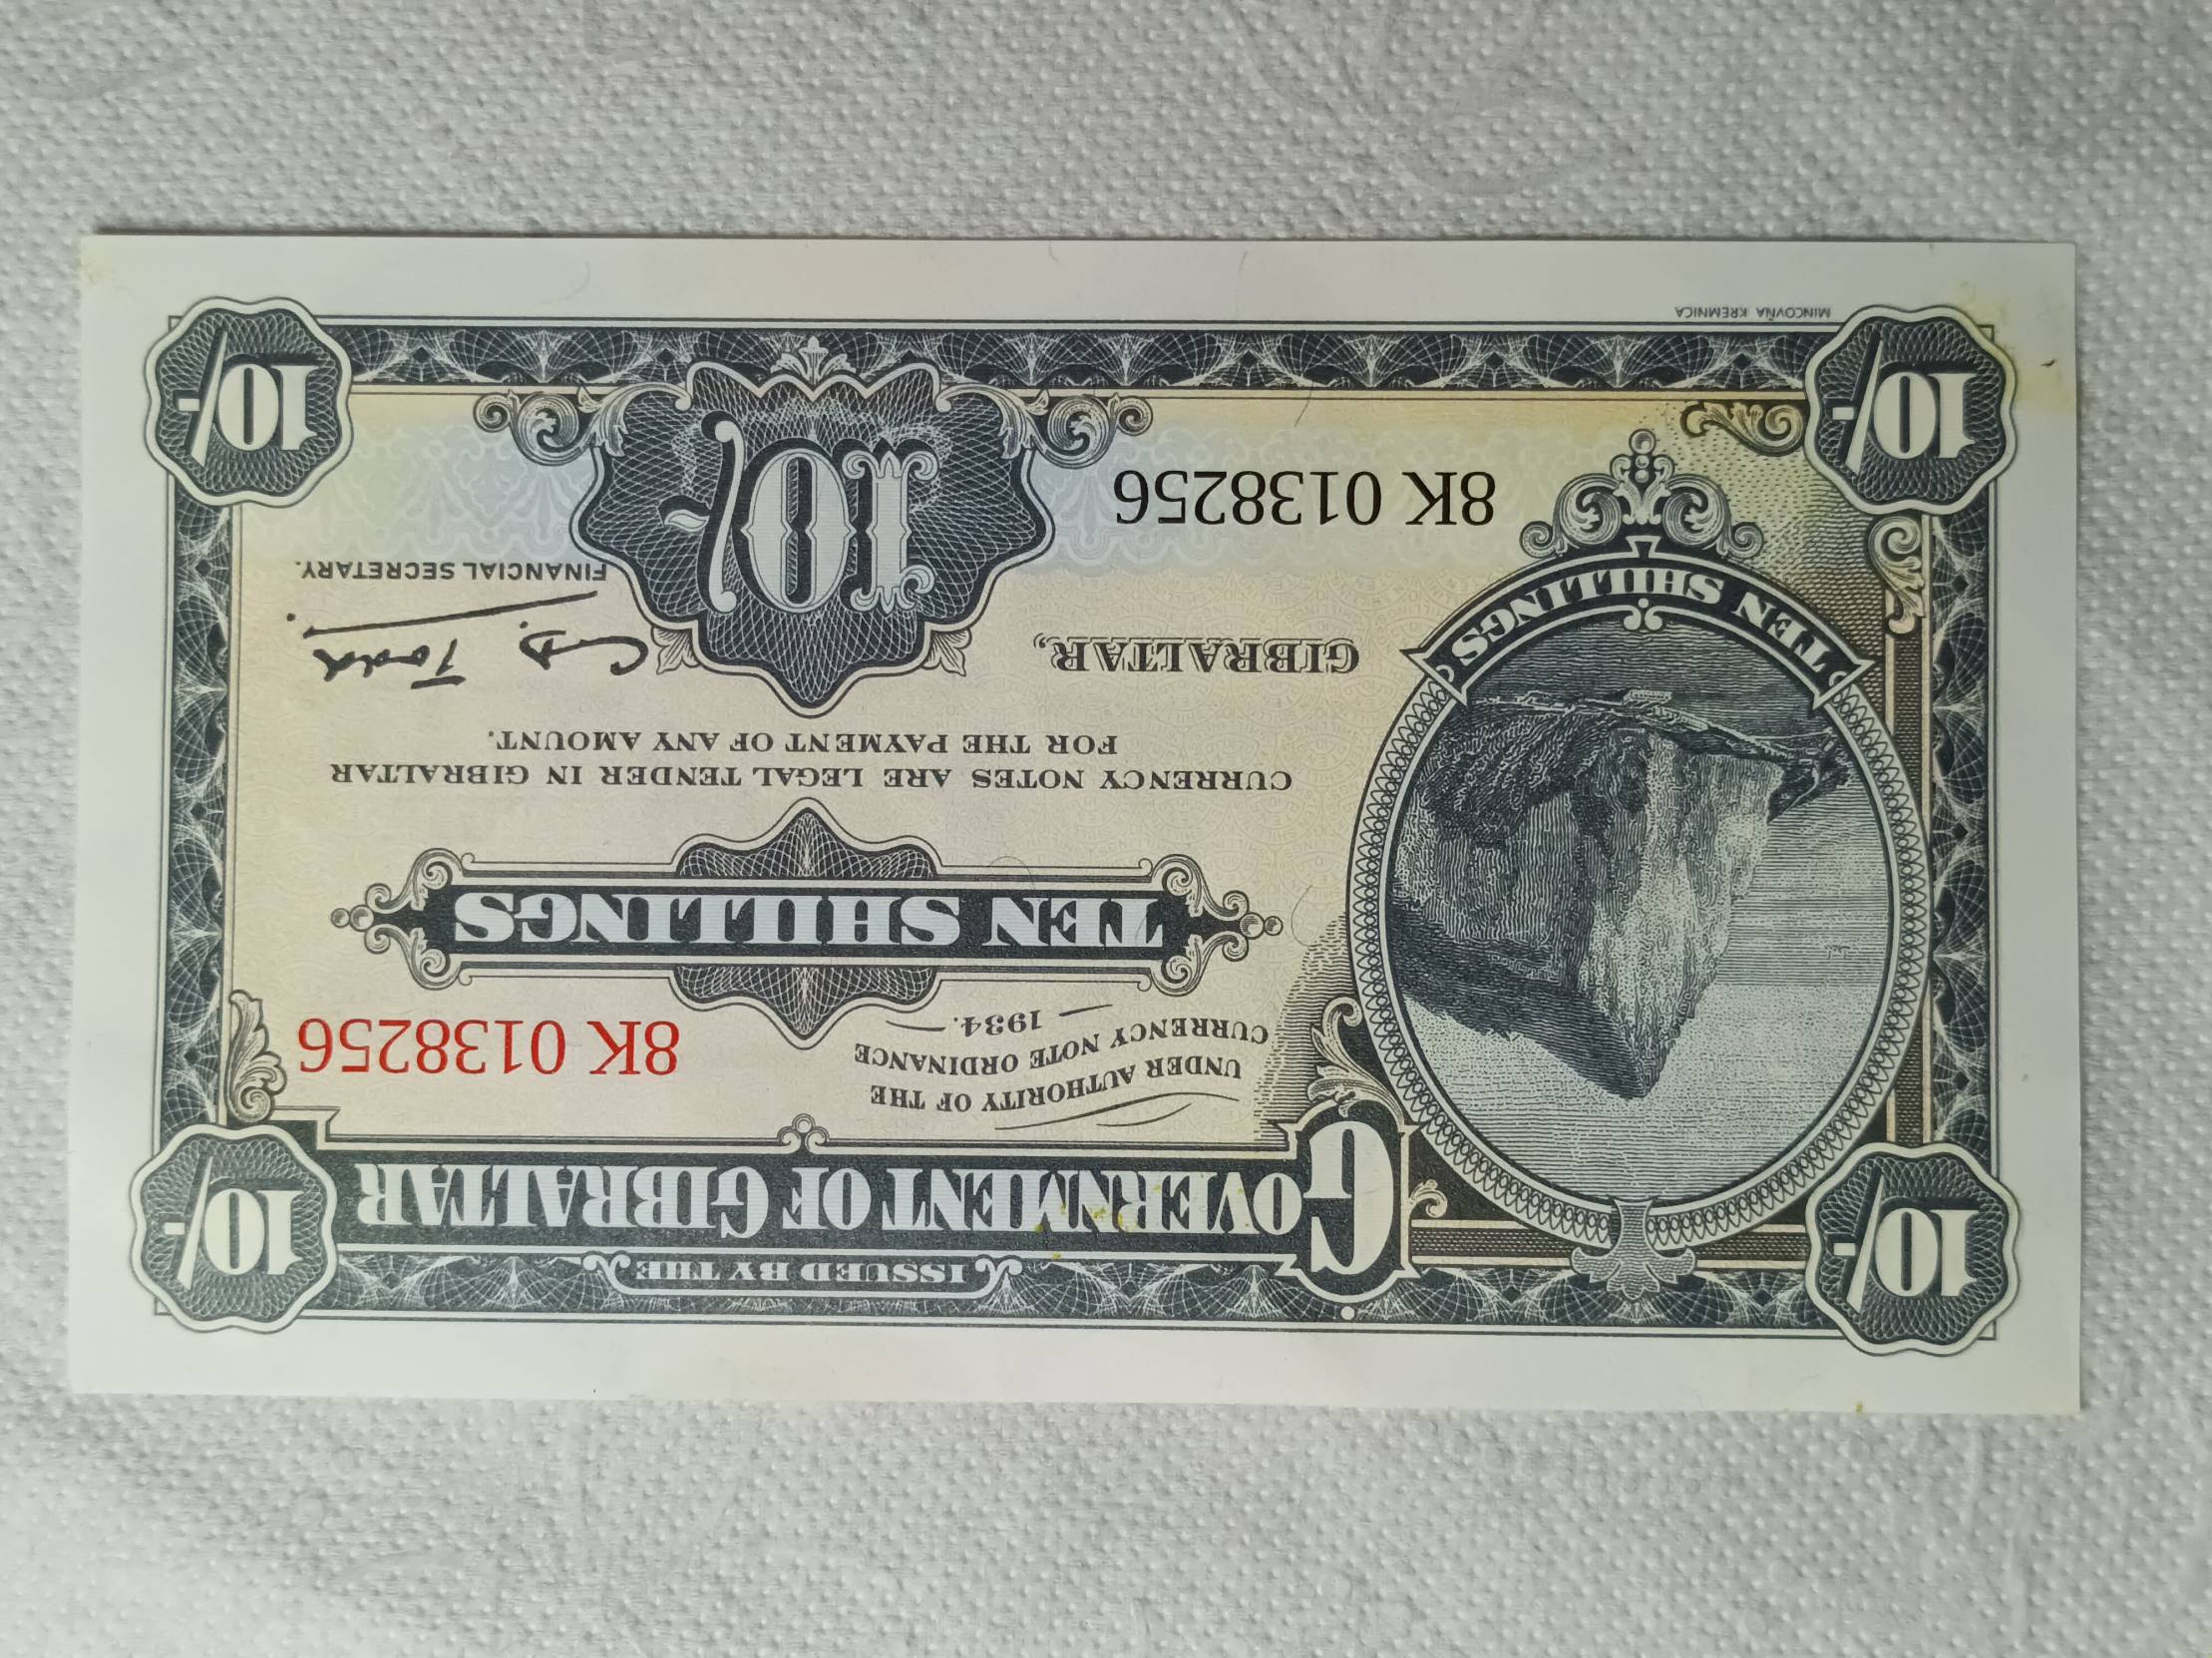 10/-
ISSUED BY THE
GOVERNMENT OF GIBRALTAR
10/-
UNDER AUTHORITY OF THE
CURRENCY NOTE ORDINANCE
— 1934. —
8K 0138256
TEN SHILLINGS
CURRENCY NOTES ARE LEGAL TENDER IN GIBRALTAR
FOR THE PAYMENT OF ANY AMOUNT.
TEN SHILLINGS
GIBRALTAR,
10/-
C. D. Todd
FINANCIAL SECRETARY.
8K 0138256
10/-
10/-
MINCOVŇA KREMNICA